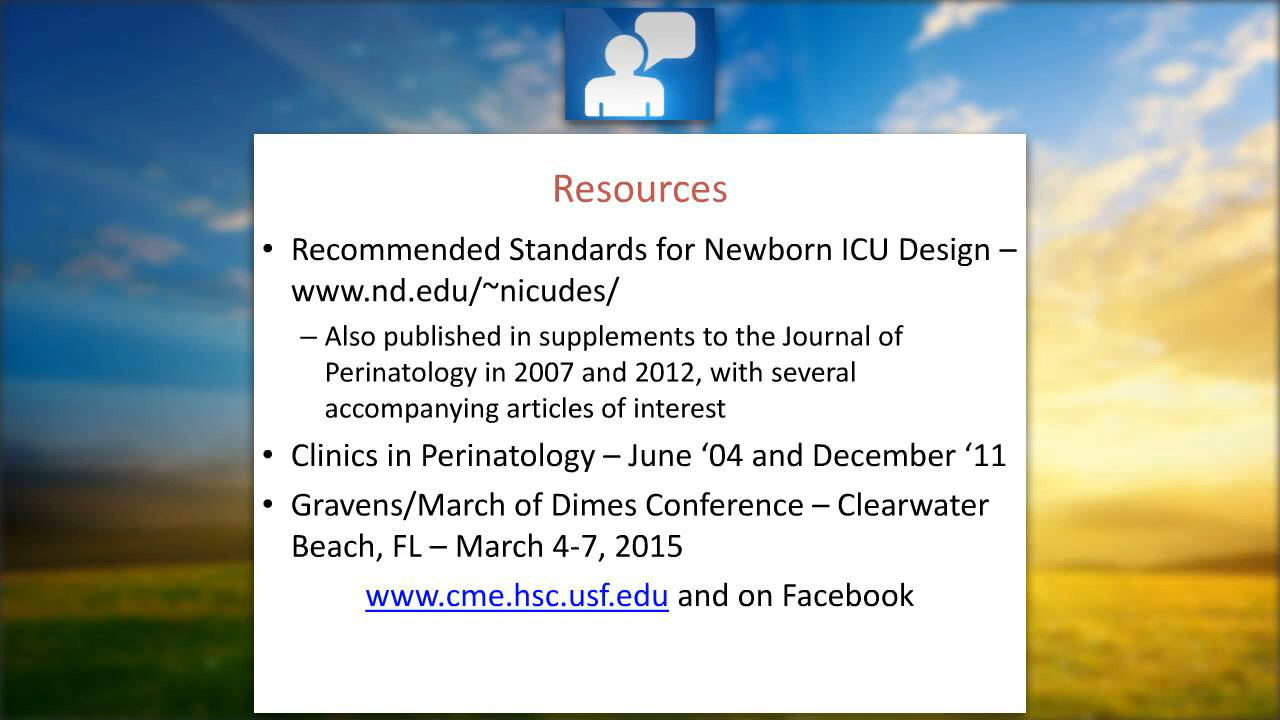 Resources
• Recommended Standards for Newborn ICU Design –
www.nd.edu/~nicudes/
– Also published in supplements to the Journal of
Perinatology in 2007 and 2012, with several
accompanying articles of interest
• Clinics in Perinatology – June ‘04 and December ‘11
• Gravens/March of Dimes Conference – Clearwater
Beach, FL – March 4-7, 2015
www.cme.hsc.usf.edu and on Facebook